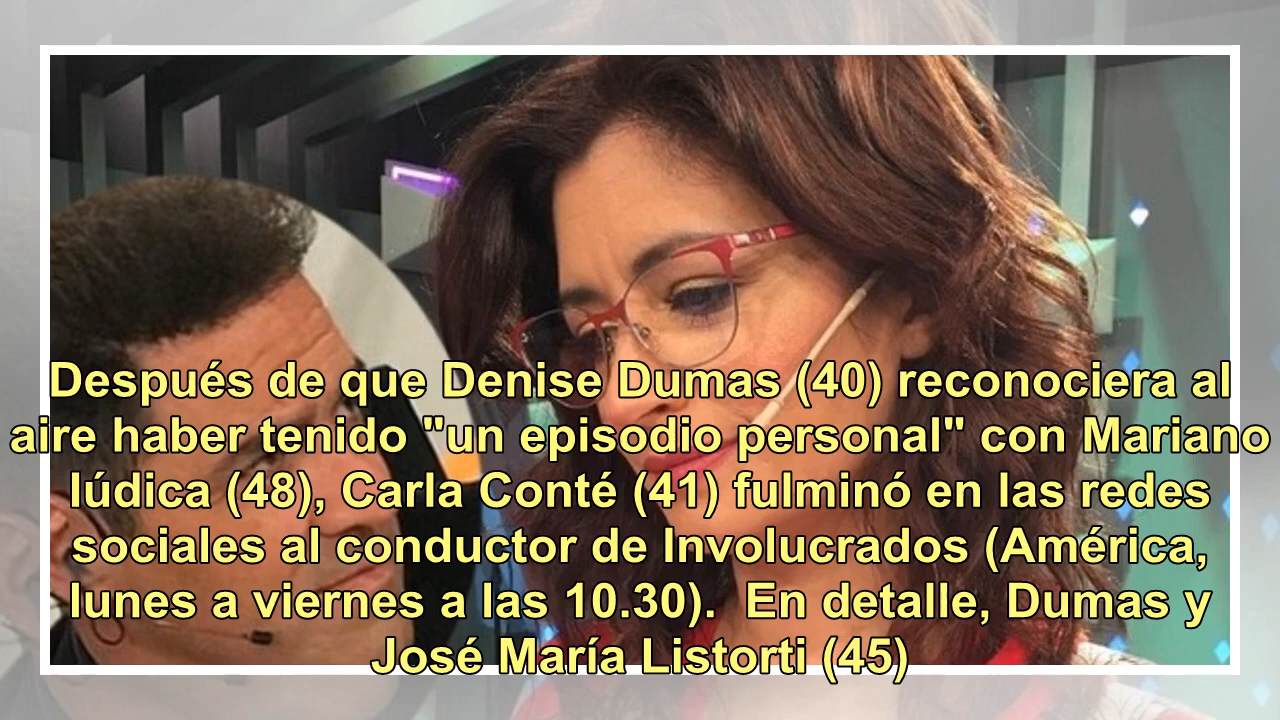 Después de que Denise Dumas (40) reconociera al
aire haber tenido "un episodio personal" con Mariano
Iúdica (48), Carla Conté (41) fulminó en las redes
sociales al conductor de Involucrados (América,
lunes a viernes a las 10.30).  En detalle, Dumas y
José María Listorti (45)